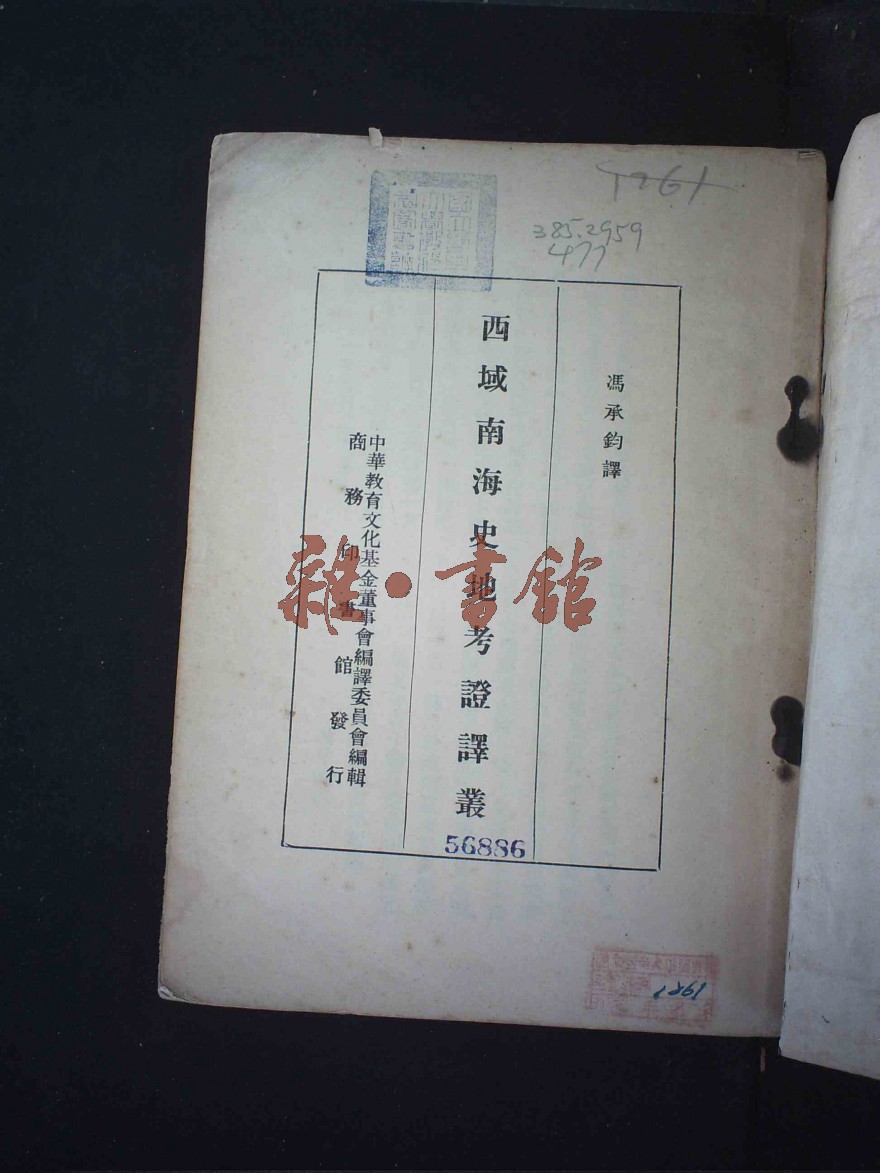 385.2959
477
馮承鈞譯
西域南海史地考證譯叢
中華教育文化基金董事會編譯委員會編輯
商務印書館發行
56886
雜·書館